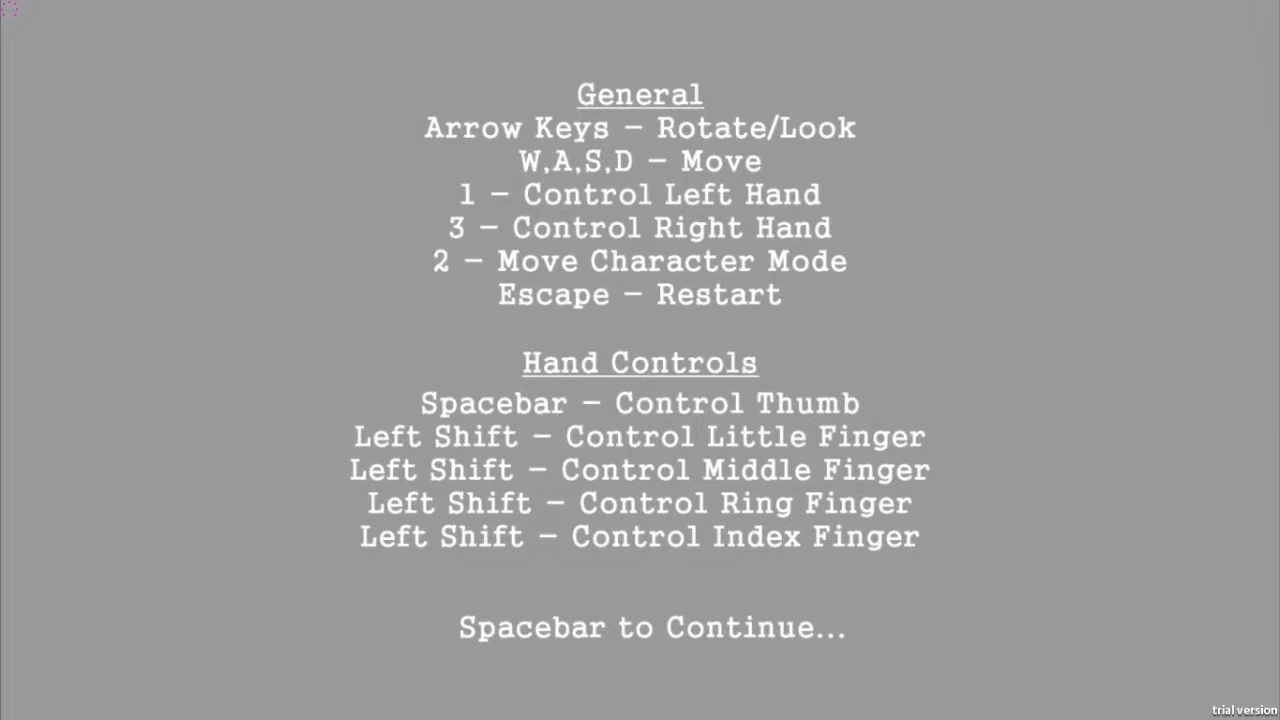 General
Arrow Keys - Rotate/Look
W,A,S,D - Move
1 - Control Left Hand
3 - Control Right Hand
2 - Move Character Mode
Escape - Restart
Hand Controls
Spacebar - Control Thumb
Left Shift - Control Little Finger
Left Shift - Control Middle Finger
Left Shift - Control Ring Finger
Left Shift - Control Index Finger
Spacebar to Continue...
trial version